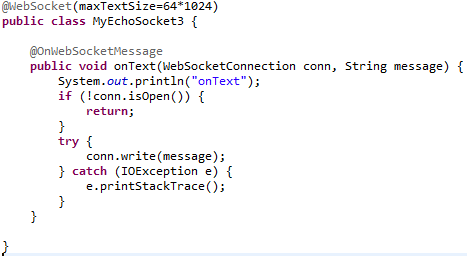 @WebSocket(maxTextSize=64*1024)
public class MyEchoSocket3 {
@OnWebSocketMessage
public void onText(WebSocketConnection conn, String message) {
System.out.println("onText");
if (!conn.isOpen()) {
return;
}
try {
conn.write(message);
} catch (IOException e) {
e.printStackTrace();
}
}
}